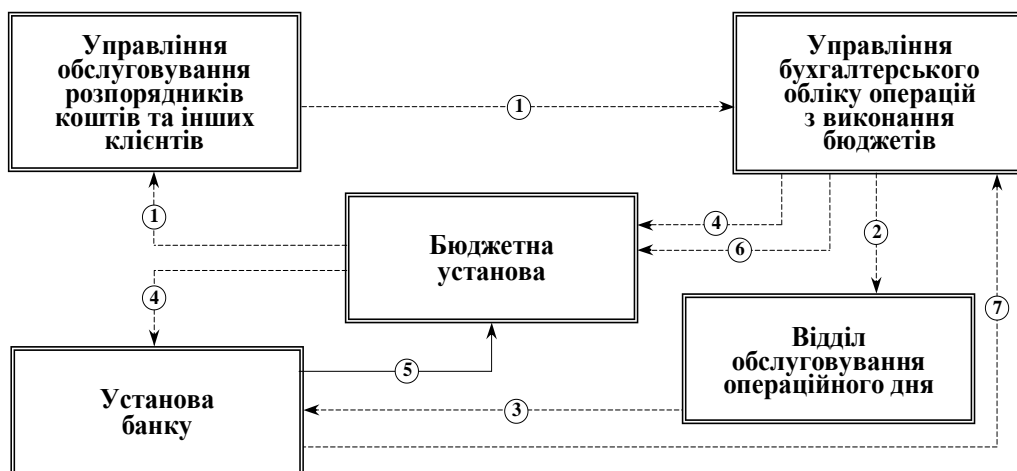 Управління
обслуговування
розпорядників
коштів та інших
клієнтів
Управління
бухгалтерського
обліку операцій
з виконання
бюджетів
1
1
4
6
2
Бюджетна
установа
4
7
5
Відділ
обслуговування
операційного дня
Установа
банку
3